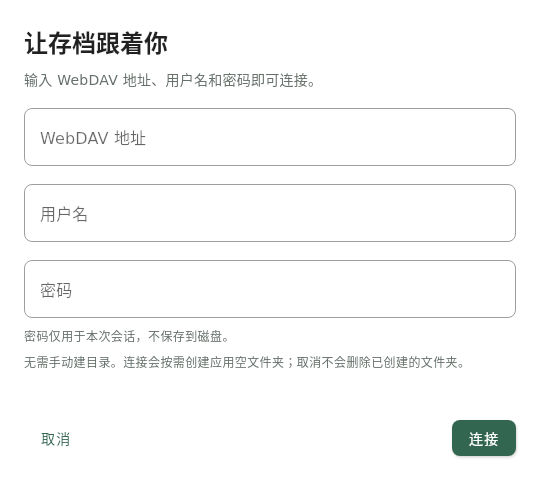 让存档跟着你
输入 WebDAV 地址、用户名和密码即可连接。
WebDAV 地址
用户名
密码
密码仅用于本次会话，不保存到磁盘。
无需手动建目录。连接会按需创建应用空文件夹；取消不会删除已创建的文件夹。
取消
连接